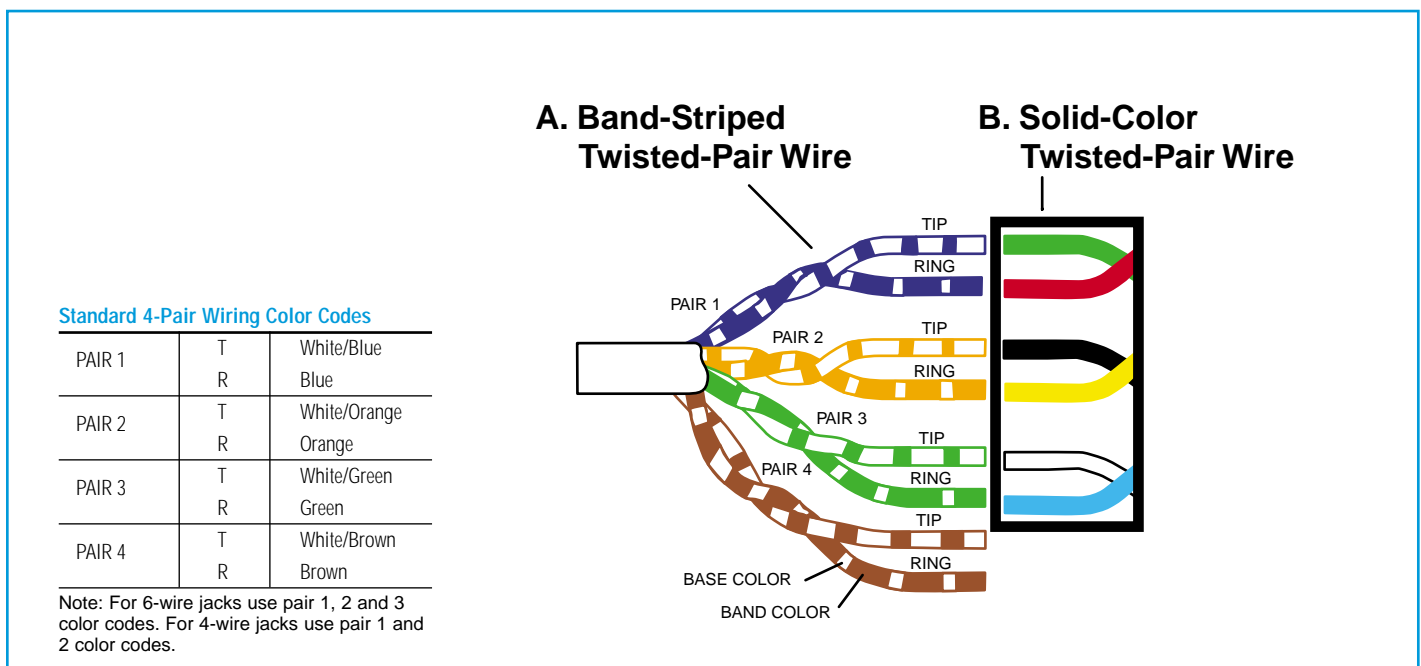 A. Band-Striped
Twisted-Pair Wire
B. Solid-Color
Twisted-Pair Wire
TIP
RING
PAIR 1
TIP
PAIR 2
RING
PAIR 3
TIP
PAIR 4
RING
TIP
RING
BASE COLOR
BAND COLOR
Standard 4-Pair Wiring Color Codes
PAIR 1 T White/Blue
R Blue
PAIR 2 T White/Orange
R Orange
PAIR 3 T White/Green
R Green
PAIR 4 T White/Brown
R Brown
Note: For 6-wire jacks use pair 1, 2 and 3
color codes. For 4-wire jacks use pair 1 and
2 color codes.